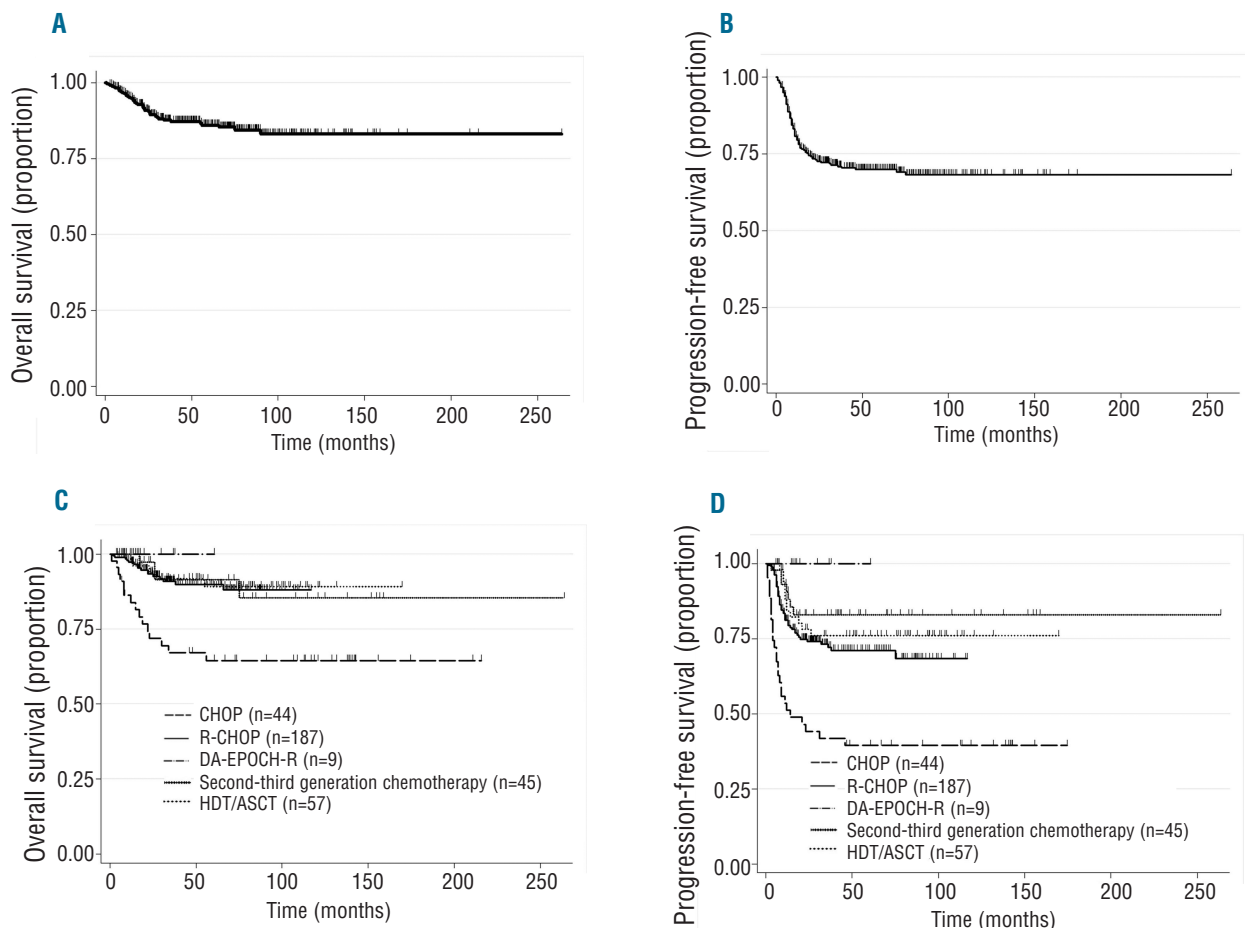 A
Overall survival (proportion)
1.00
0.75
0.50
0.25
0.00
0 50 100 150 200 250
Time (months)
B
Progression-free survival (proportion)
1.00
0.75
0.50
0.25
0.00
0 50 100 150 200 250
Time (months)
C
Overall survival (proportion)
1.00
0.75
0.50
0.25
0.00
CHOP (n=44)
R-CHOP (n=187)
DA-EPOCH-R (n=9)
Second-third generation chemotherapy (n=45)
HDT/ASCT (n=57)
0 50 100 150 200 250
Time (months)
D
Progression-free survival (proportion)
1.00
0.75
0.50
0.25
0.00
CHOP (n=44)
R-CHOP (n=187)
DA-EPOCH-R (n=9)
Second-third generation chemotherapy (n=45)
HDT/ASCT (n=57)
0 50 100 150 200 250
Time (months)